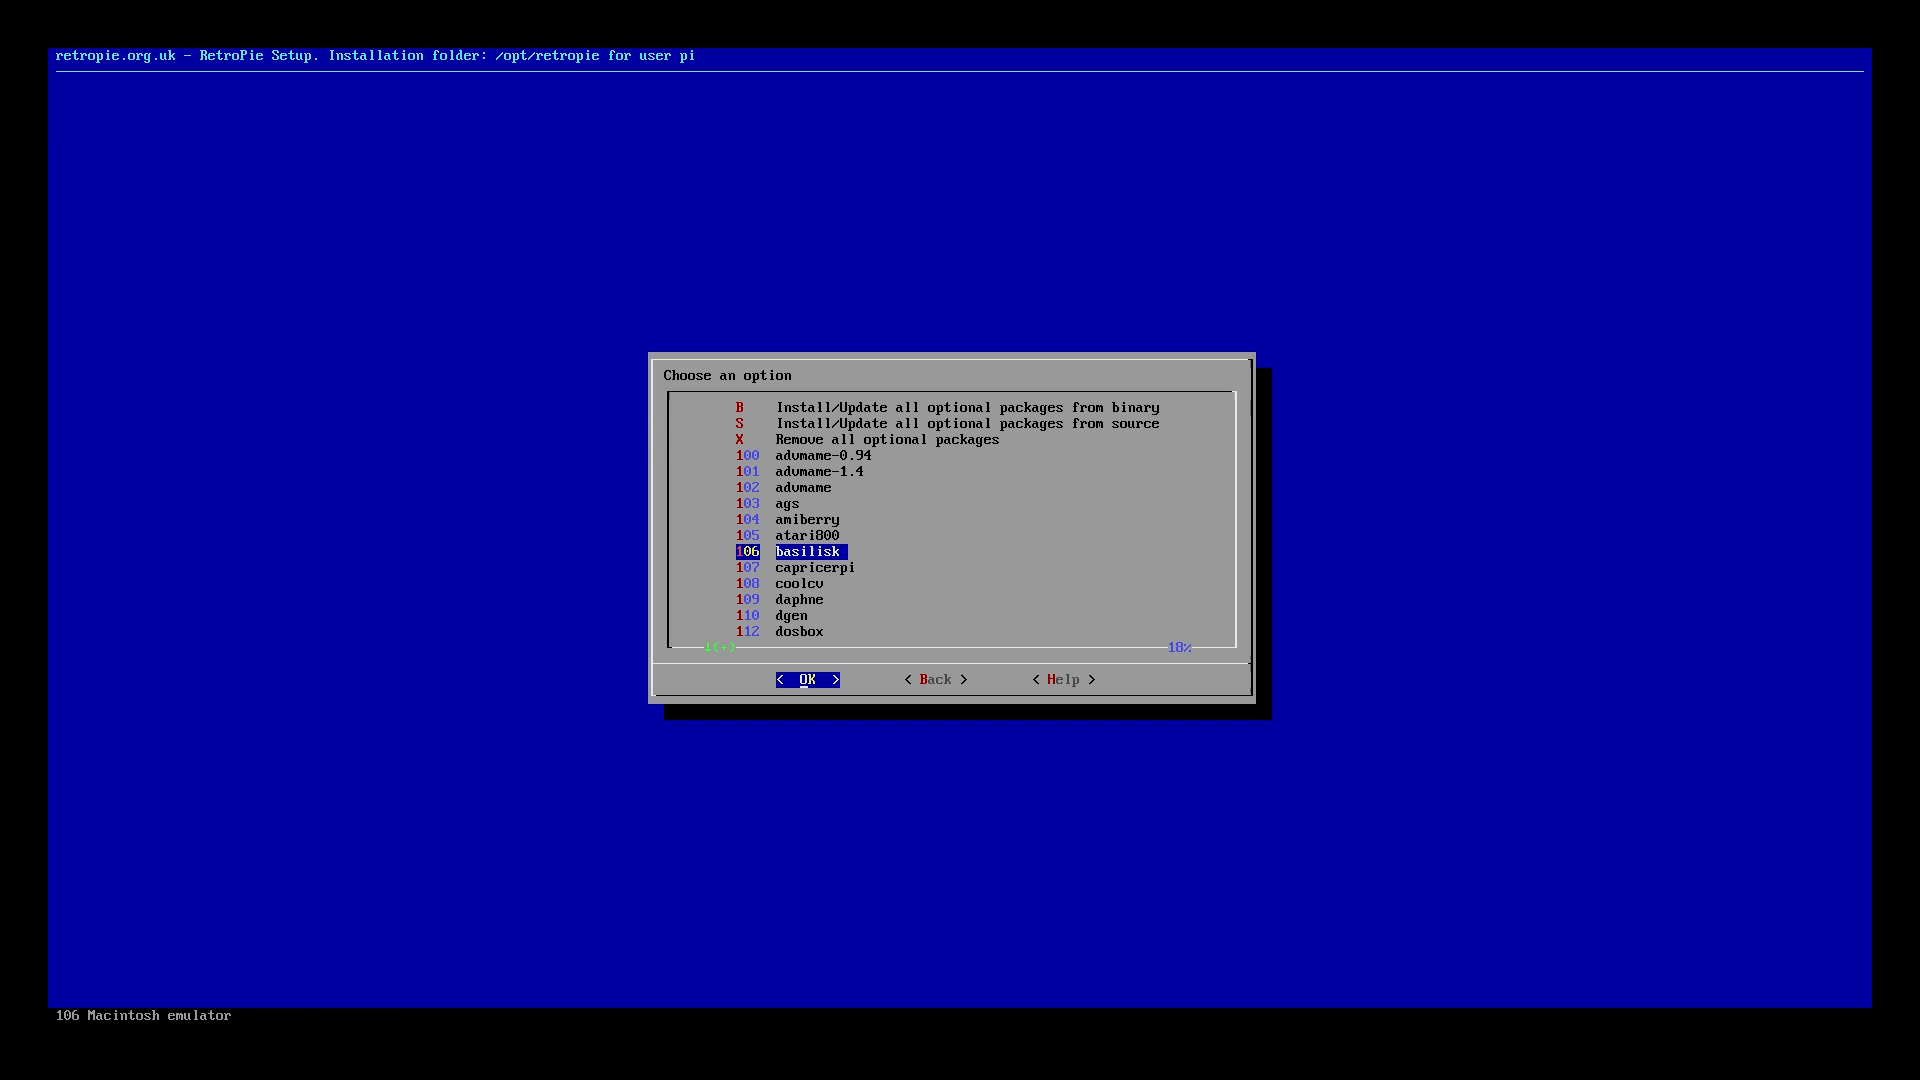 retropie.org.uk - RetroPie Setup. Installation folder: /opt/retropie for user pi
Choose an option
B Install/Update all optional packages from binary
S Install/Update all optional packages from source
X Remove all optional packages
100 advmame-0.94
101 advmame-1.4
102 advmame
103 ags
104 amiberry
105 atari800
106 basilisk
107 capricerpi
108 coolcv
109 daphne
110 dgen
112 dosbox
↓(+) 18%
< OK > < Back > < Help >
106 Macintosh emulator